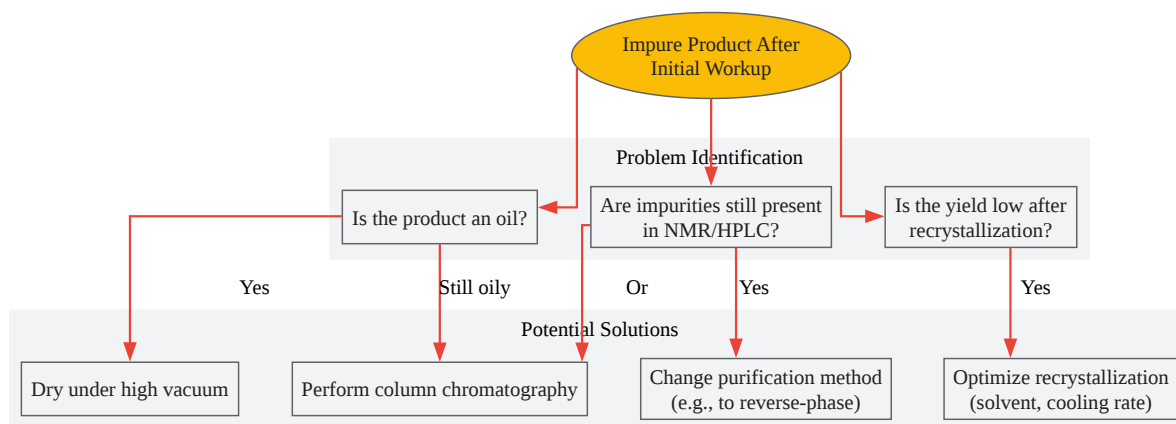 Impure Product After
Initial Workup
Problem Identification
Is the product an oil?
Are impurities still present
in NMR/HPLC?
Is the yield low after
recrystallization?
Yes
Still oily
Or
Yes
Yes
Potential Solutions
Dry under high vacuum
Perform column chromatography
Change purification method
(e.g., to reverse-phase)
Optimize recrystallization
(solvent, cooling rate)